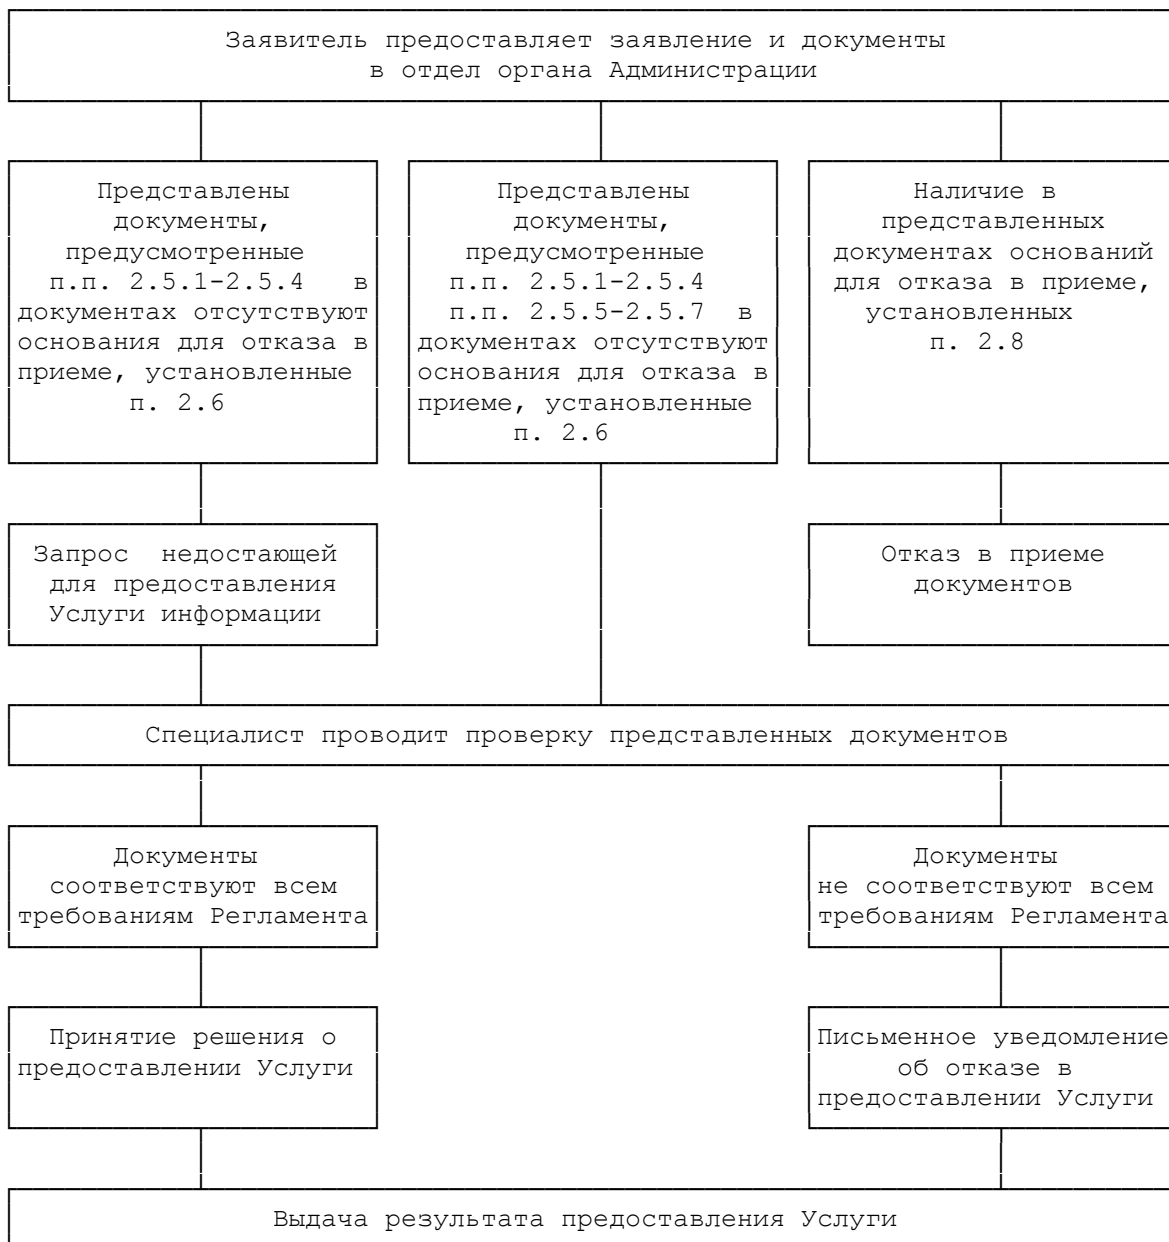 Заявитель предоставляет заявление и документы
в отдел органа Администрации
Представлены
документы,
предусмотренные
п.п. 2.5.1-2.5.4 в
документах отсутствуют
основания для отказа в
приеме, установленные
п. 2.6
Представлены
документы,
предусмотренные
п.п. 2.5.1-2.5.4
п.п. 2.5.5-2.5.7 в
документах отсутствуют
основания для отказа в
приеме, установленные
п. 2.6
Наличие в
представленных
документах оснований
для отказа в приеме,
установленных
п. 2.8
Запрос недостающей
для предоставления
Услуги информации
Отказ в приеме
документов
Специалист проводит проверку представленных документов
Документы
соответствуют всем
требованиям Регламента
Документы
не соответствуют всем
требованиям Регламента
Принятие решения о
предоставлении Услуги
Письменное уведомление
об отказе в
предоставлении Услуги
Выдача результата предоставления Услуги